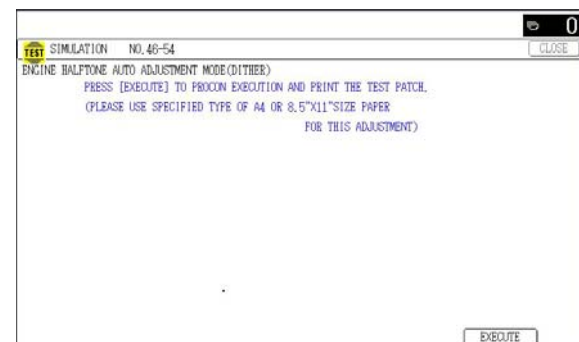 0
TEST SIMULATION NO.46-54 CLOSE
ENGINE HALFTONE AUTO ADJUSTMENT MODE(DITHER)
PRESS [EXECUTE] TO PROCON EXECUTION AND PRINT THE TEST PATCH.
(PLEASE USE SPECIFIED TYPE OF A4 OR 8.5"X11"SIZE PAPER
FOR THIS ADJUSTMENT)
EXECUTE